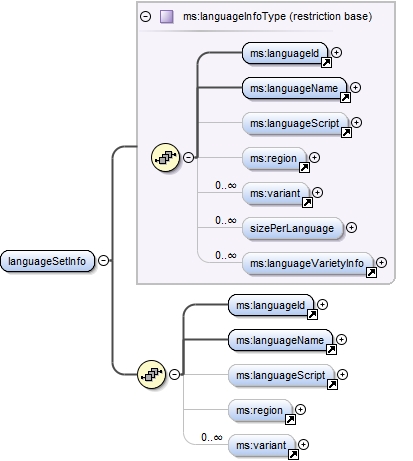 ms:languageInfoType (restriction base)
ms:languageId
ms:languageName
ms:languageScript
ms:region
0..∞
ms:variant
0..∞
sizePerLanguage
0..∞
ms:languageVarietyInfo
languageSetInfo
ms:languageId
ms:languageName
ms:languageScript
ms:region
0..∞
ms:variant